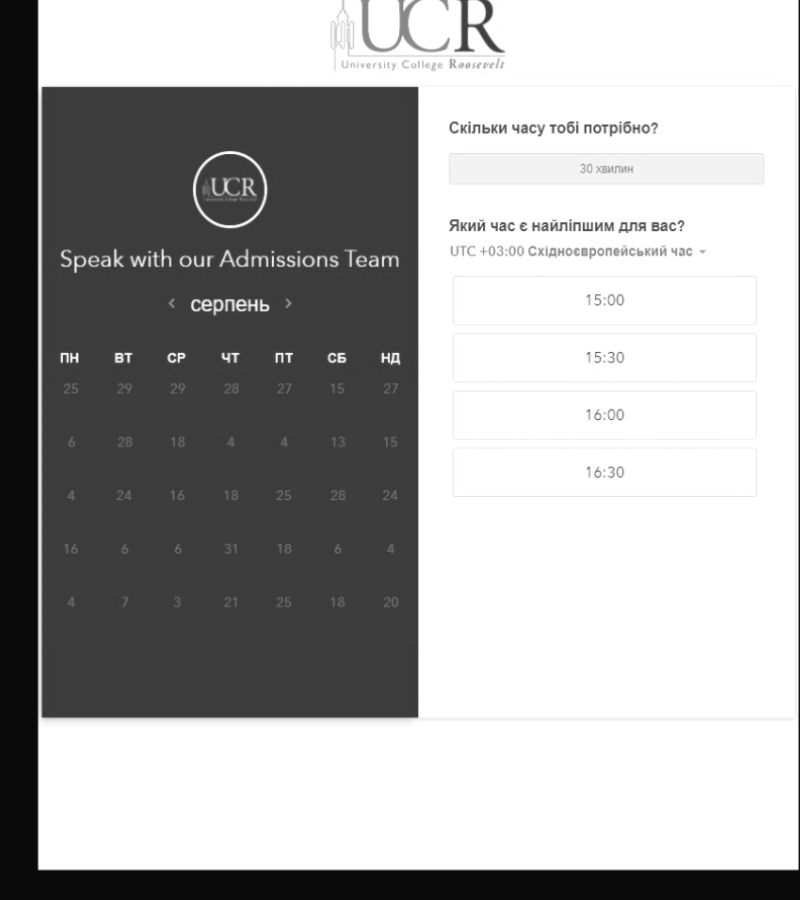 UCR
University College Roosevelt
UCR
Speak with our Admissions Team
< серпень >
ПН ВТ СР ЧТ ПТ СБ НД
25 29 29 28 27 15 27
6 28 18 4 4 13 15
4 24 16 18 25 28 24
16 6 6 31 18 6 4
4 7 3 21 25 18 20
Скільки часу тобі потрібно?
30 хвилин
Який час є найліпшим для вас?
UTC +03:00 Східноєвропейський час
15:00
15:30
16:00
16:30